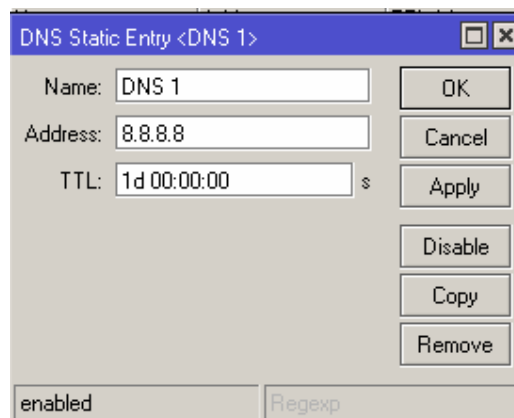 DNS Static Entry <DNS 1>
Name: DNS 1 OK
Address: 8.8.8.8 Cancel
TTL: 1d 00:00:00 s Apply
Disable
Copy
Remove
enabled Regexp